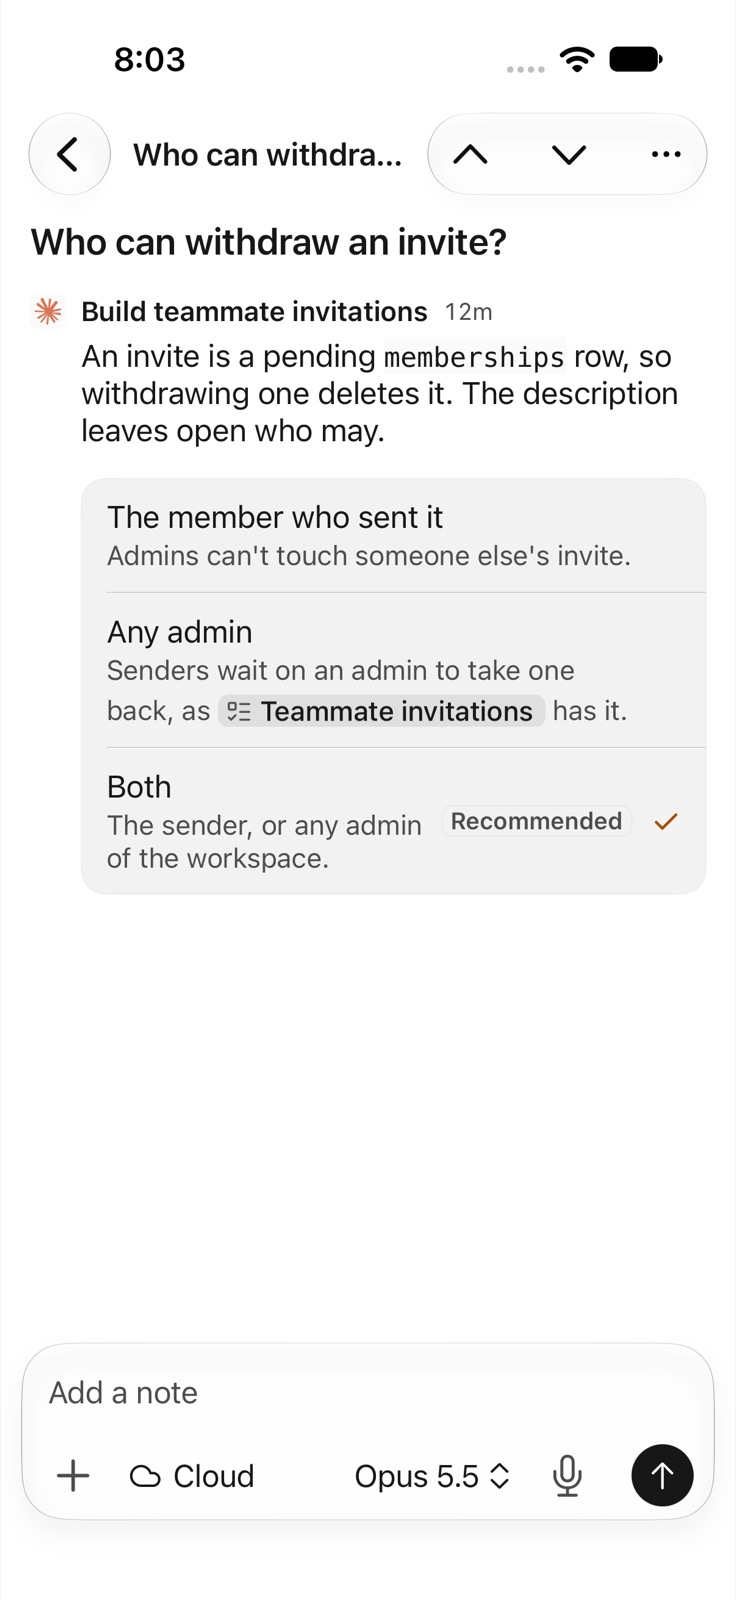 8:03
Who can withdra...
Who can withdraw an invite?
Build teammate invitations 12m
An invite is a pending memberships row, so
withdrawing one deletes it. The description
leaves open who may.
The member who sent it
Admins can't touch someone else's invite.
Any admin
Senders wait on an admin to take one
back, as Teammate invitations has it.
Both
The sender, or any admin
of the workspace.
Recommended
Add a note
Cloud
Opus 5.5